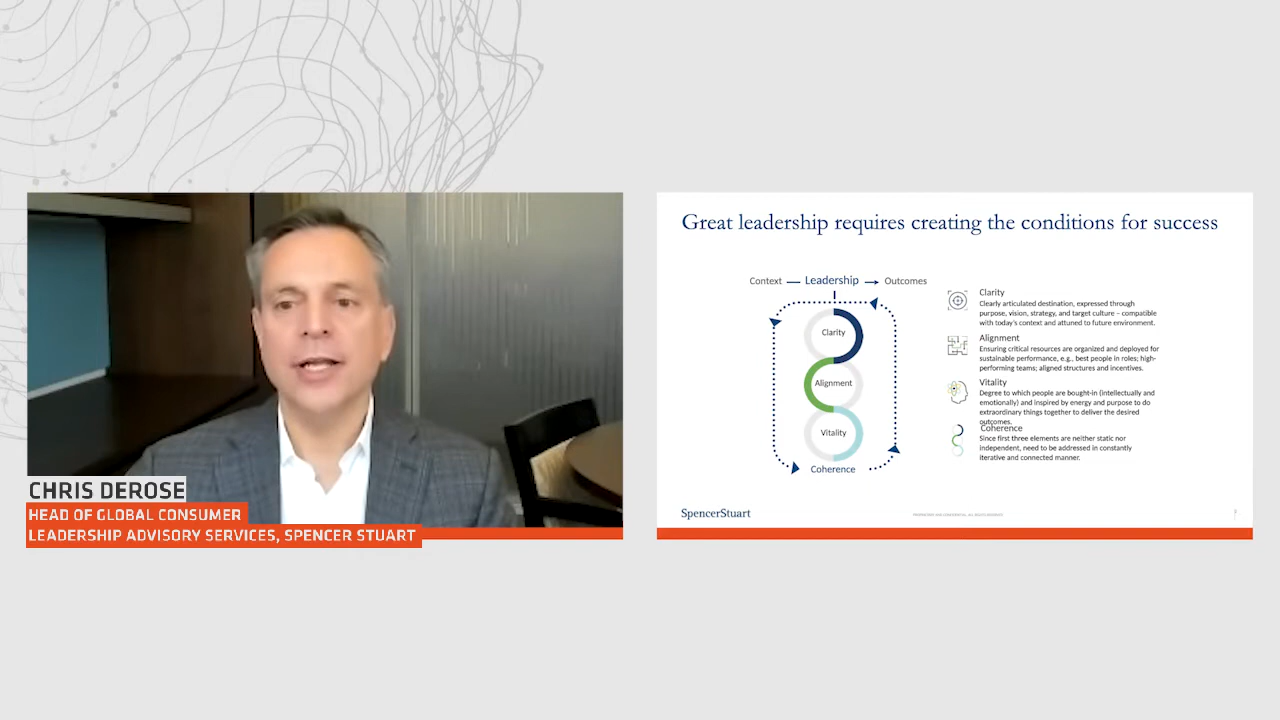 CHRIS DEROSE
HEAD OF GLOBAL CONSUMER
LEADERSHIP ADVISORY SERVICES, SPENCER STUART
Great leadership requires creating the conditions for success
Context Leadership Outcomes
Clarity
Alignment
Vitality
Coherence
Clarity
Clearly articulated destination, expressed through
purpose, vision, strategy, and target culture – compatible
with today's context and attuned to future environment.
Alignment
Ensuring critical resources are organized and deployed for
sustainable performance, e.g., best people in roles; high-
performing teams; aligned structures and incentives.
Vitality
Degree to which people are bought-in (intellectually and
emotionally) and inspired by energy and purpose to do
extraordinary things together to deliver the desired
outcomes.
Coherence
Since first three elements are neither static nor
independent, need to be addressed in constantly
iterative and connected manner.
SpencerStuart
PROPRIETARY AND CONFIDENTIAL. ALL RIGHTS RESERVED.